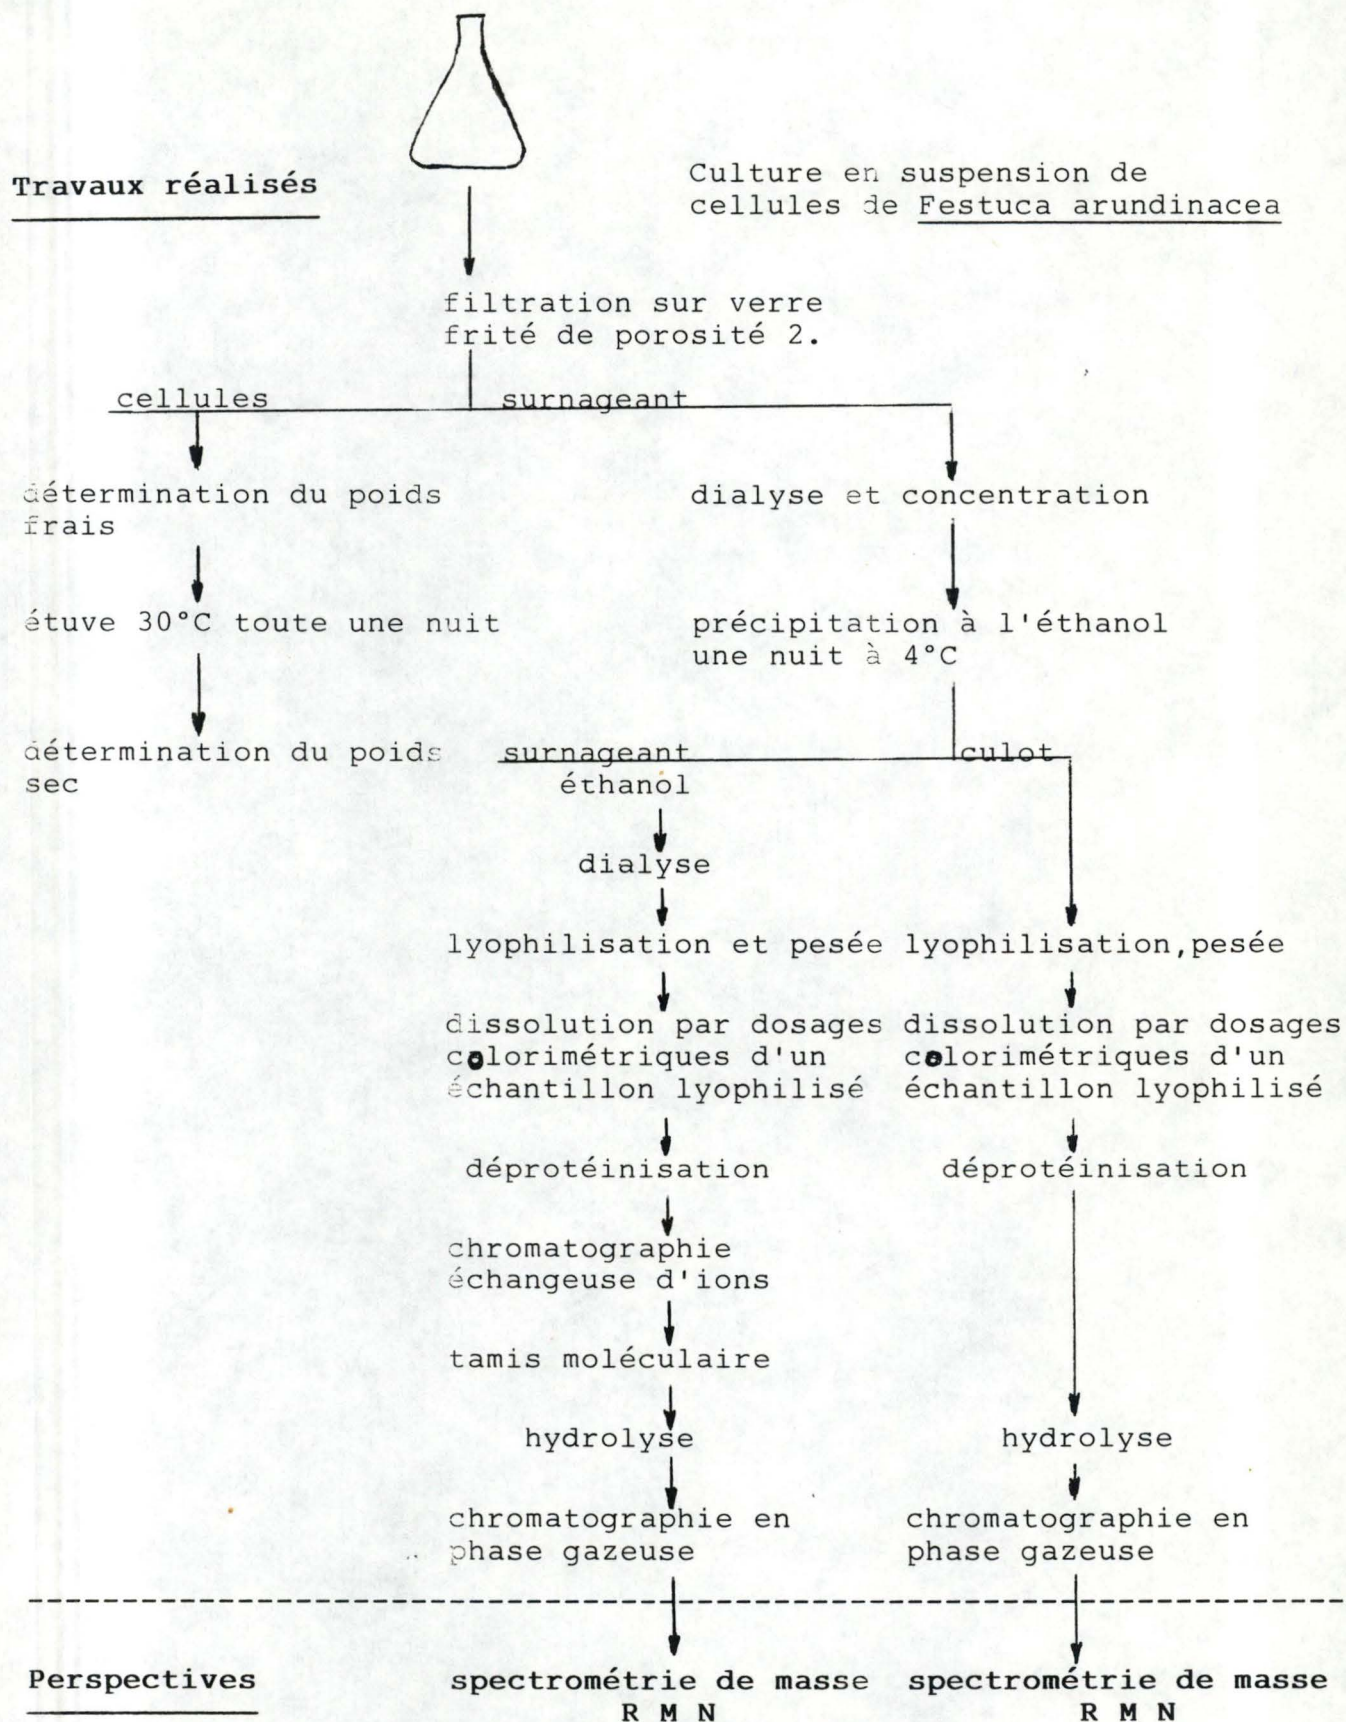 Travaux réalisés
Culture en suspension de
cellules de Festuca arundinacea
filtration sur verre
frité de porosité 2.
cellules
surnageant
détermination du poids
frais
dialyse et concentration
étuve 30°C toute une nuit
précipitation à l'éthanol
une nuit à 4°C
détermination du poids
sec
surnageant
éthanol
culot
dialyse
lyophilisation et pesée
lyophilisation,pesée
dissolution par dosages
colorimétriques d'un
échantillon lyophilisé
dissolution par dosages
colorimétriques d'un
échantillon lyophilisé
déprotéinisation
déprotéinisation
chromatographie
échangeuse d'ions
tamis moléculaire
hydrolyse
hydrolyse
chromatographie en
phase gazeuse
chromatographie en
phase gazeuse
Perspectives
spectrométrie de masse
R M N
spectrométrie de masse
R M N